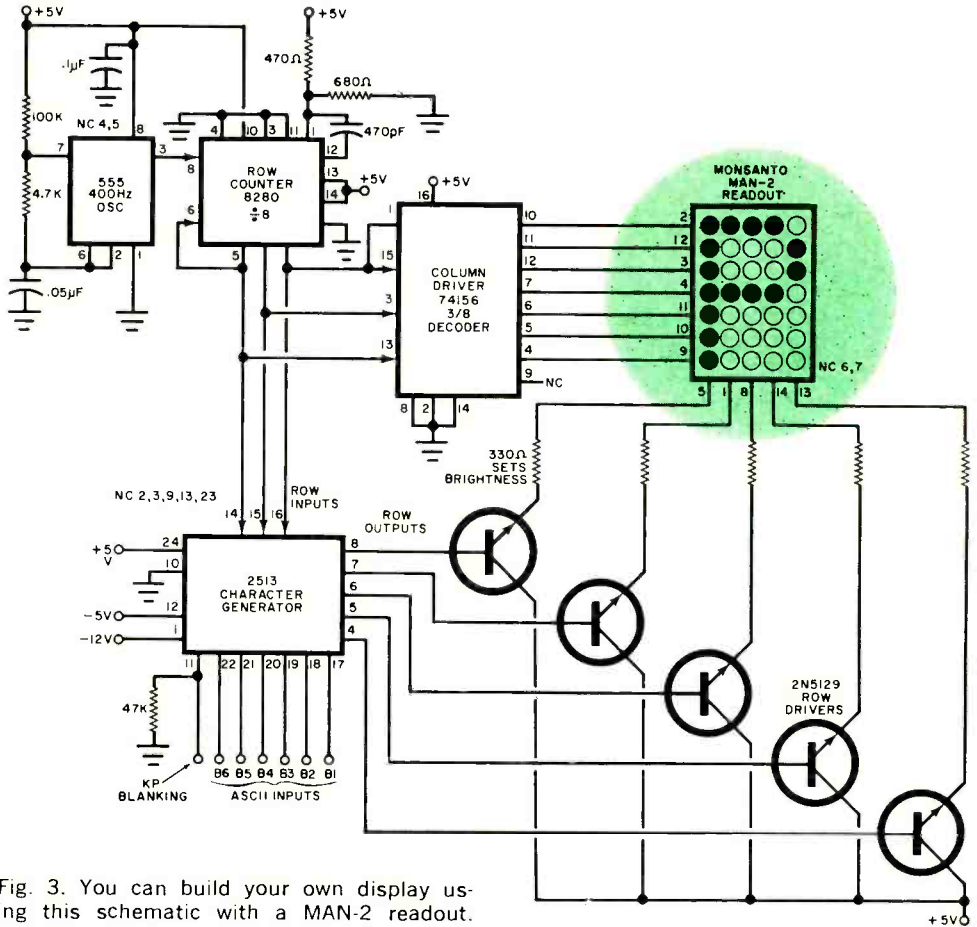 +5V
+5V
.1µF
470Ω
680Ω
100K
NC 4,5
8
4
10
3
11
1
470pF
7
3
8
12
555
400Hz
OSC
ROW
COUNTER
8280
÷8
13
14
+5V
4.7K
6
6
2
1
5
.05µF
+5V
16
1
15
3
13
COLUMN
DRIVER
74156
3/8
DECODER
10
11
12
7
6
5
4
9
NC
8
2
14
MONSANTO
MAN-2
READOUT
2
12
3
4
11
10
9
NC 6,7
5
1
8
14
13
330Ω
SETS
BRIGHTNESS
NC 2,3,9,13,23
14
15
16
ROW
INPUTS
ROW
OUTPUTS
+5
V
24
10
-5V
12
-12V
1
2513
CHARACTER
GENERATOR
8
7
6
5
4
11
22
21
20
19
18
17
47K
KP
BLANKING
B6
B5
B4
B3
B2
B1
ASCII INPUTS
2N5129
ROW
DRIVERS
+5V
Fig. 3. You can build your own display us-
ing this schematic with a MAN-2 readout.